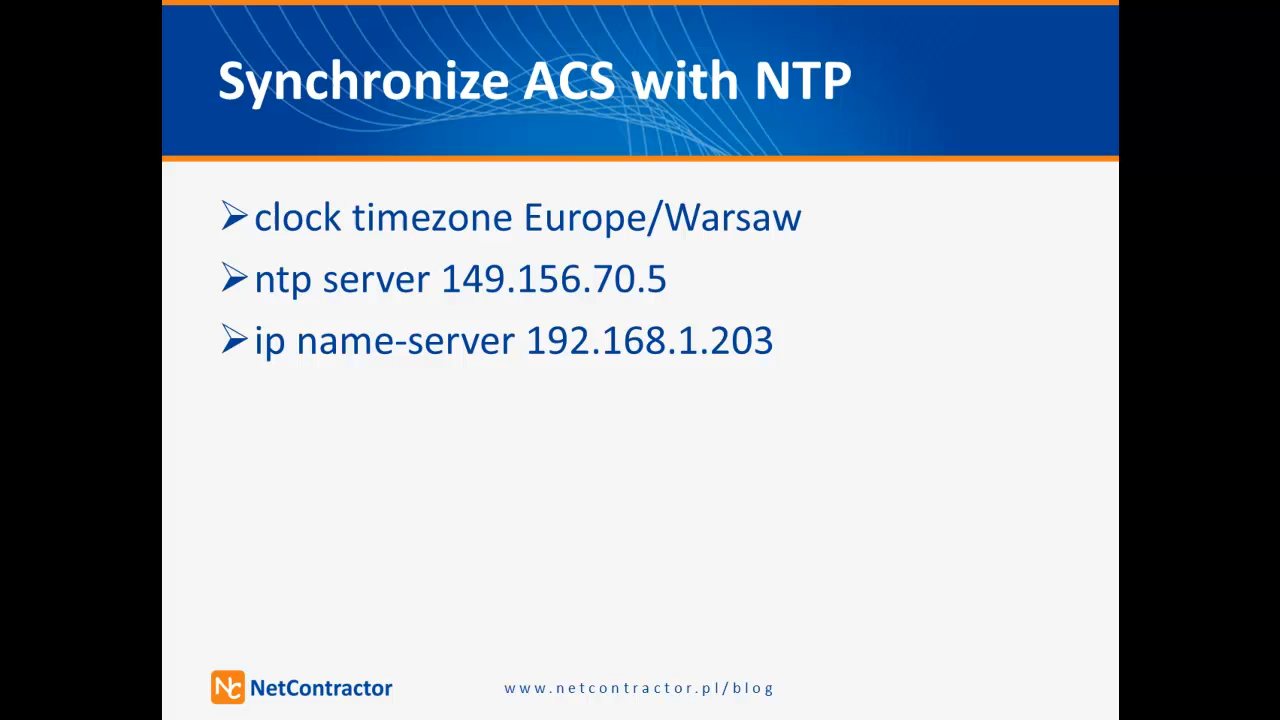 Synchronize ACS with NTP
clock timezone Europe/Warsaw
ntp server 149.156.70.5
ip name-server 192.168.1.203
NC NetContractor
www.netcontractor.pl/blog